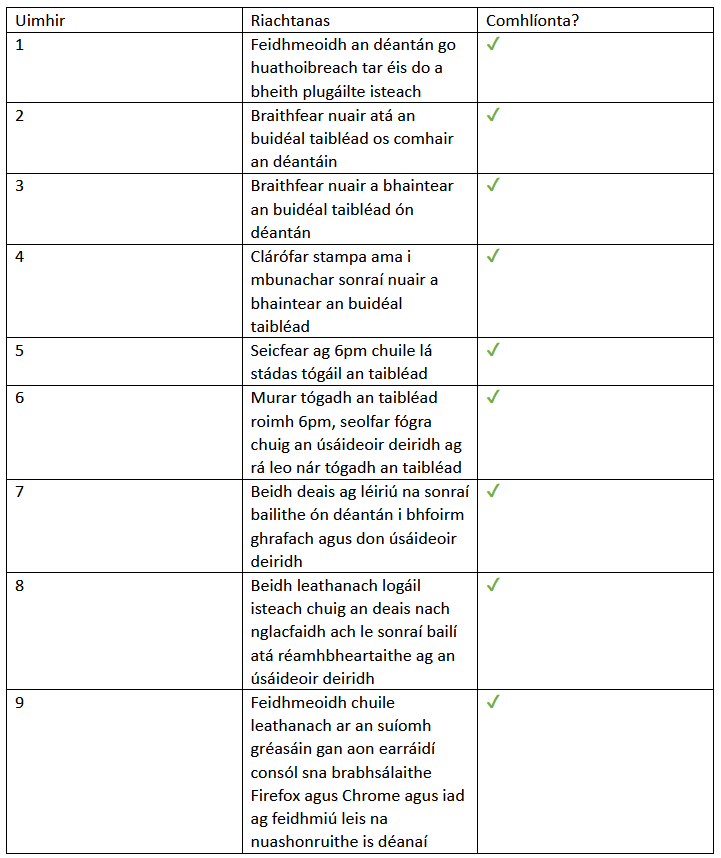 Uimhir Riachtanas Comhlíonta?
1 Feidhmeoidh an déantán go ✓
huathoibreach tar éis do a
bheith plugáilte isteach
2 Braithfear nuair atá an ✓
buidéal taibléad os comhair
an déantáin
3 Braithfear nuair a bhaintear ✓
an buidéal taibléad ón
déantán
4 Clárófar stampa ama i ✓
mbunachar sonraí nuair a
bhaintear an buidéal
taibléad
5 Seicfear ag 6pm chuile lá ✓
stádas tógáil an taibléad
6 Murar tógadh an taibléad ✓
roimh 6pm, seolfar fógra
chuig an úsáideoir deiridh ag
rá leo nár tógadh an taibléad
7 Beidh deais ag léiriú na sonraí ✓
bailithe ón déantán i bhfoirm
ghrafach agus don úsáideoir
deiridh
8 Beidh leathanach logáil ✓
isteach chuig an deais nach
nglacfaidh ach le sonraí bailí
atá réamhbheartaithe ag an
úsáideoir deiridh
9 Feidhmeoidh chuile ✓
leathanach ar an suíomh
gréasáin gan aon earráidí
consól sna brabhsálaithe
Firefox agus Chrome agus iad
ag feidhmiú leis na
nuashonruithe is déanaí